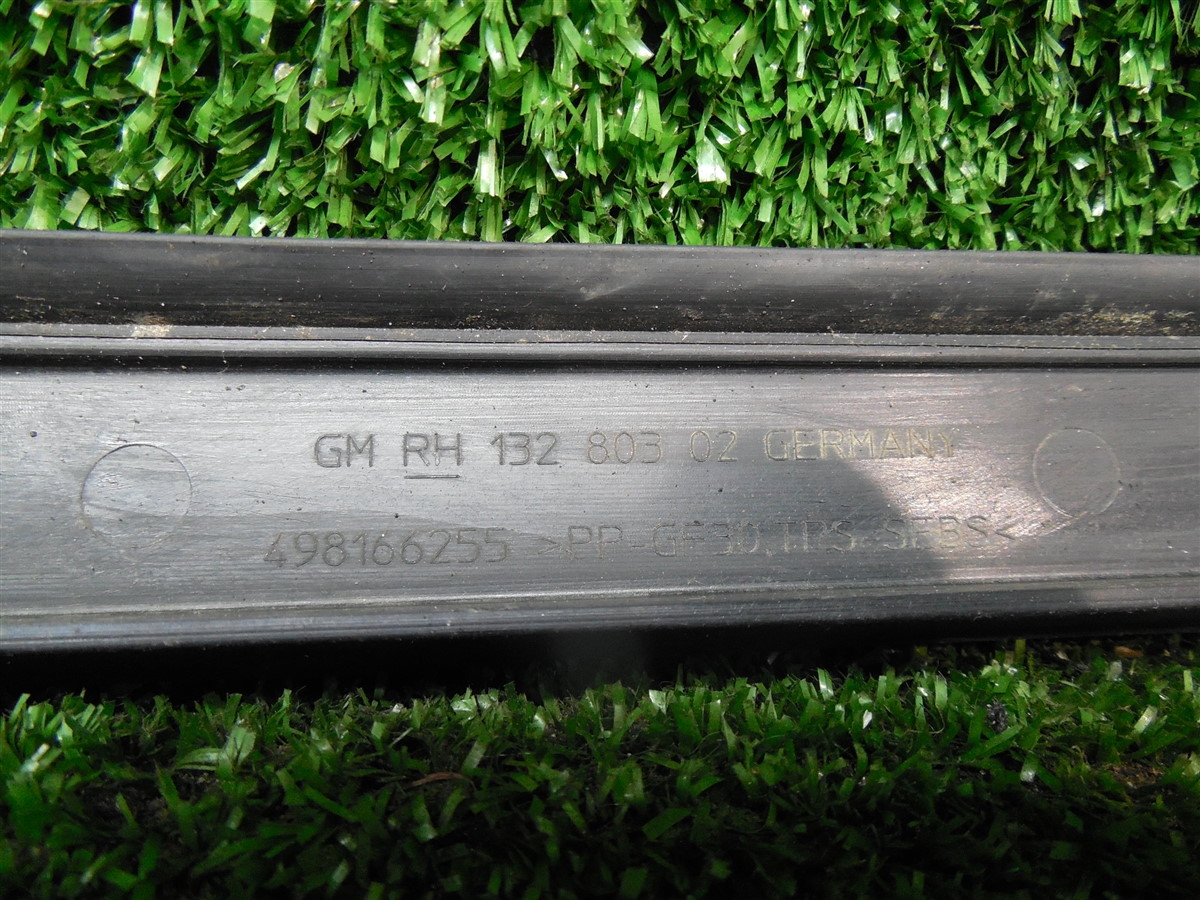 GM RH 132 803 02 GERMANY
498166255 >PP-GF30,TPS-SEBS<